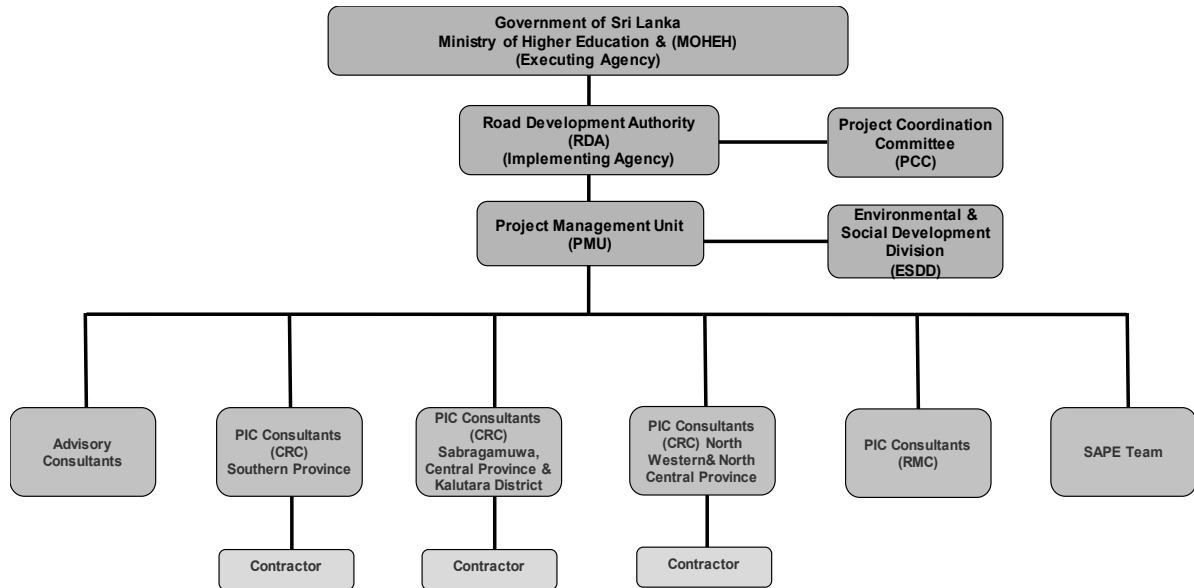 Government of Sri Lanka
Ministry of Higher Education & (MOHEH)
(Executing Agency)
Road Development Authority
(RDA)
(Implementing Agency)
Project Coordination
Committee
(PCC)
Project Management Unit
(PMU)
Environmental &
Social Development
Division
(ESDD)
Advisory
Consultants
PIC Consultants
(CRC)
Southern Province
PIC Consultants
(CRC)
Sabragamuwa,
Central Province &
Kalutara District
PIC Consultants
(CRC) North
Western& North
Central Province
PIC Consultants
(RMC)
SAPE Team
Contractor
Contractor
Contractor